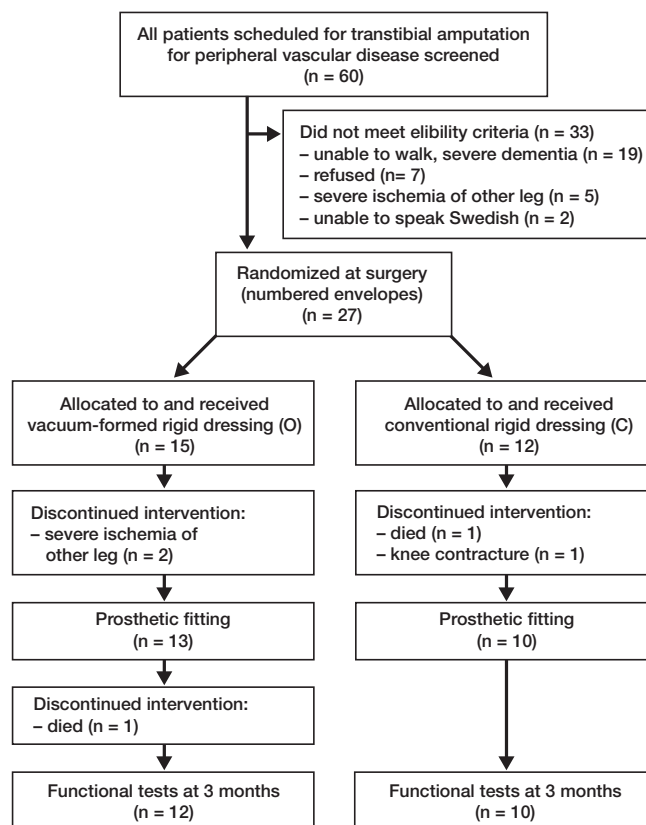 All patients scheduled for transtibial amputation
for peripheral vascular disease screened
(n = 60)
Did not meet elibility criteria (n = 33)
– unable to walk, severe dementia (n = 19)
– refused (n= 7)
– severe ischemia of other leg (n = 5)
– unable to speak Swedish (n = 2)
Randomized at surgery
(numbered envelopes)
n = 27
Allocated to and received
vacuum-formed rigid dressing (O)
(n = 15)
Allocated to and received
conventional rigid dressing (C)
(n = 12)
Discontinued intervention:
– severe ischemia of
other leg (n = 2)
Discontinued intervention:
– died (n = 1)
– knee contracture (n = 1)
Prosthetic fitting
(n = 13)
Prosthetic fitting
(n = 10)
Discontinued intervention:
– died (n = 1)
Functional tests at 3 months
(n = 12)
Functional tests at 3 months
(n = 10)